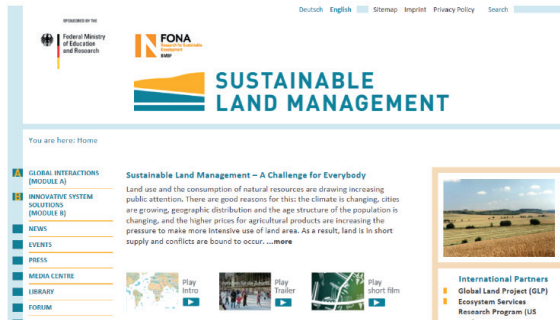 Deutsch English Sitemap Imprint Privacy Policy Search
SPONSORED BY THE
Federal Ministry
of Education
and Research
FONA
Research for Sustainable
Development
BMBF
SUSTAINABLE
LAND MANAGEMENT
You are here: Home
A GLOBAL INTERACTIONS
(MODULE A)
B INNOVATIVE SYSTEM
SOLUTIONS
(MODULE B)
NEWS
EVENTS
PRESS
MEDIA CENTRE
LIBRARY
FORUM
Sustainable Land Management – A Challenge for Everybody
Land use and the consumption of natural resources are drawing increasing
public attention. There are good reasons for this: the climate is changing, cities
are growing, geographic distribution and the age structure of the population is
changing, and the higher prices for agricultural products are increasing the
pressure to make more intensive use of land area. As a result, land is in short
supply and conflicts are bound to occur. ...more
Play
Intro
Play
Trailer
Play
short film
International Partners
Global Land Project (GLP)
Ecosystem Services
Research Program (US